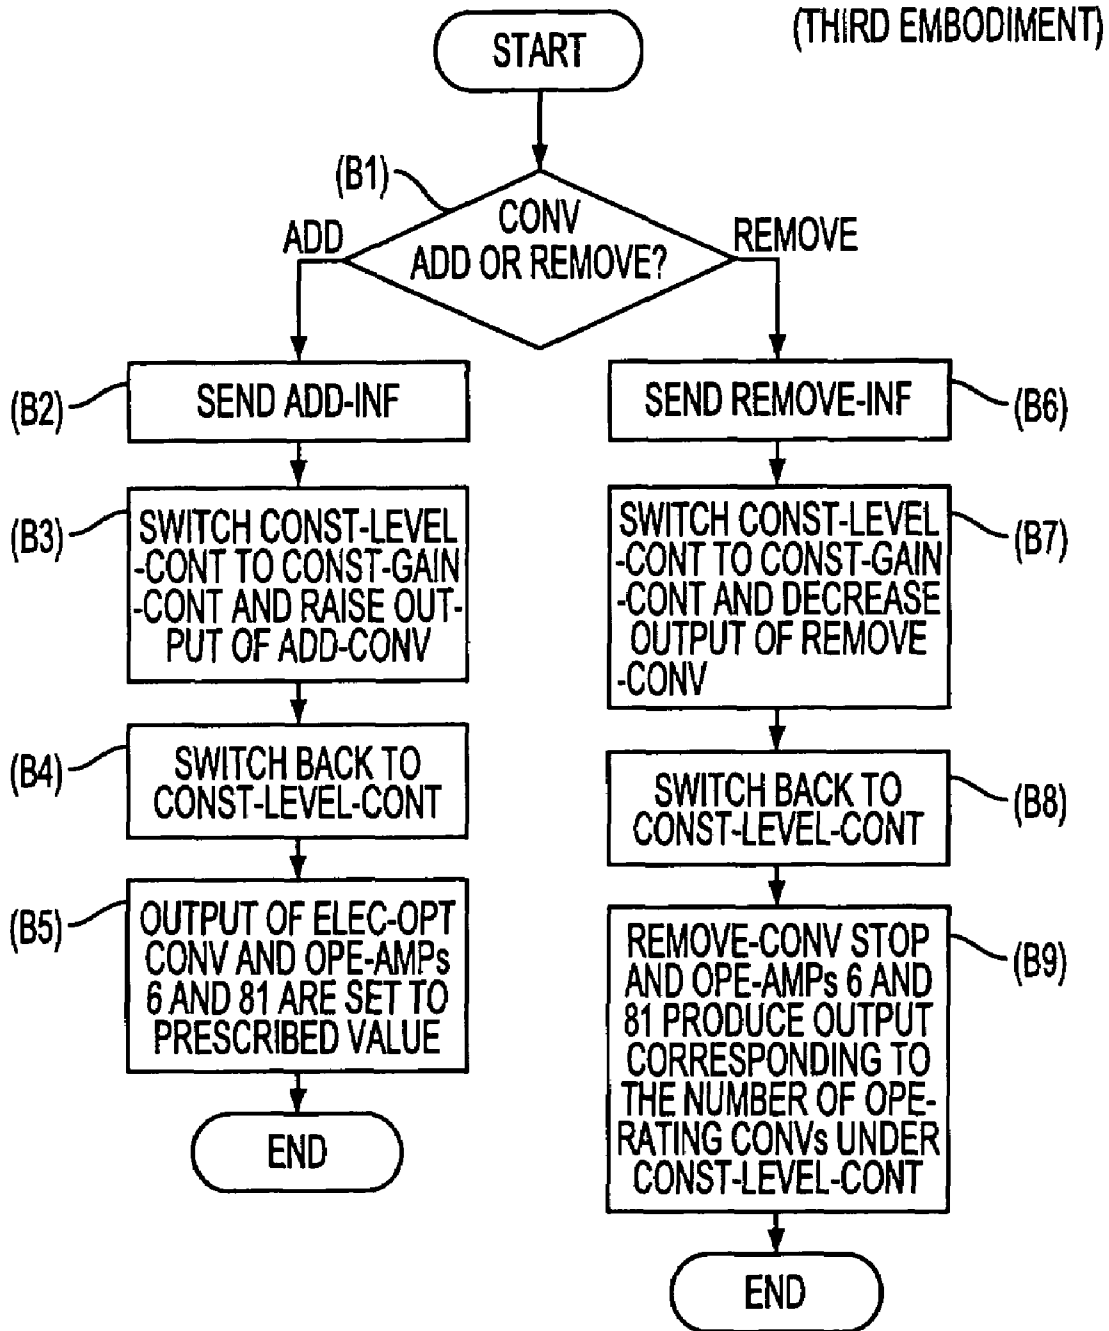 (THIRD EMBODIMENT)
START
(B1)
CONV
ADD OR REMOVE?
ADD
REMOVE
(B2)
SEND ADD-INF
(B3)
SWITCH CONST-LEVEL
-CONT TO CONST-GAIN
-CONT AND RAISE OUT-
PUT OF ADD-CONV
(B4)
SWITCH BACK TO
CONST-LEVEL-CONT
(B5)
OUTPUT OF ELEC-OPT
CONV AND OPE-AMPs
6 AND 81 ARE SET TO
PRESCRIBED VALUE
END
SEND REMOVE-INF
(B6)
SWITCH CONST-LEVEL
-CONT TO CONST-GAIN
-CONT AND DECREASE
OUTPUT OF REMOVE
-CONV
(B7)
SWITCH BACK TO
CONST-LEVEL-CONT
(B8)
REMOVE-CONV STOP
AND OPE-AMPs 6 AND
81 PRODUCE OUTPUT
CORRESPONDING TO
THE NUMBER OF OPE-
RATING CONVs UNDER
CONST-LEVEL-CONT
(B9)
END